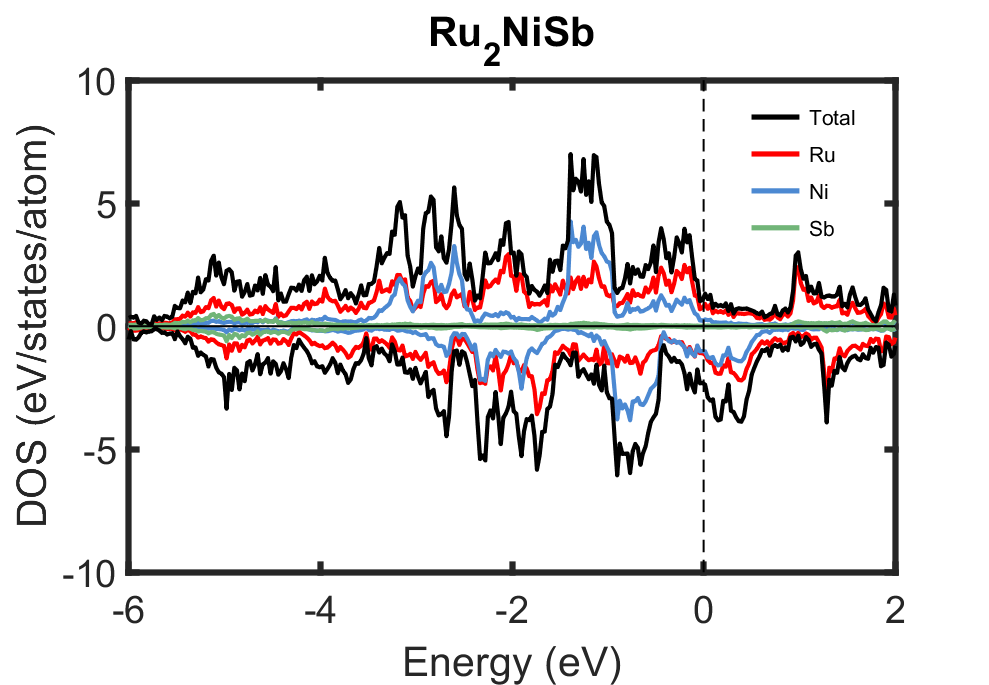 Ru2NiSb
DOS (eV/states/atom)
10
5
0
-5
-10
Total
Ru
Ni
Sb
-6
-4
-2
0
2
Energy (eV)